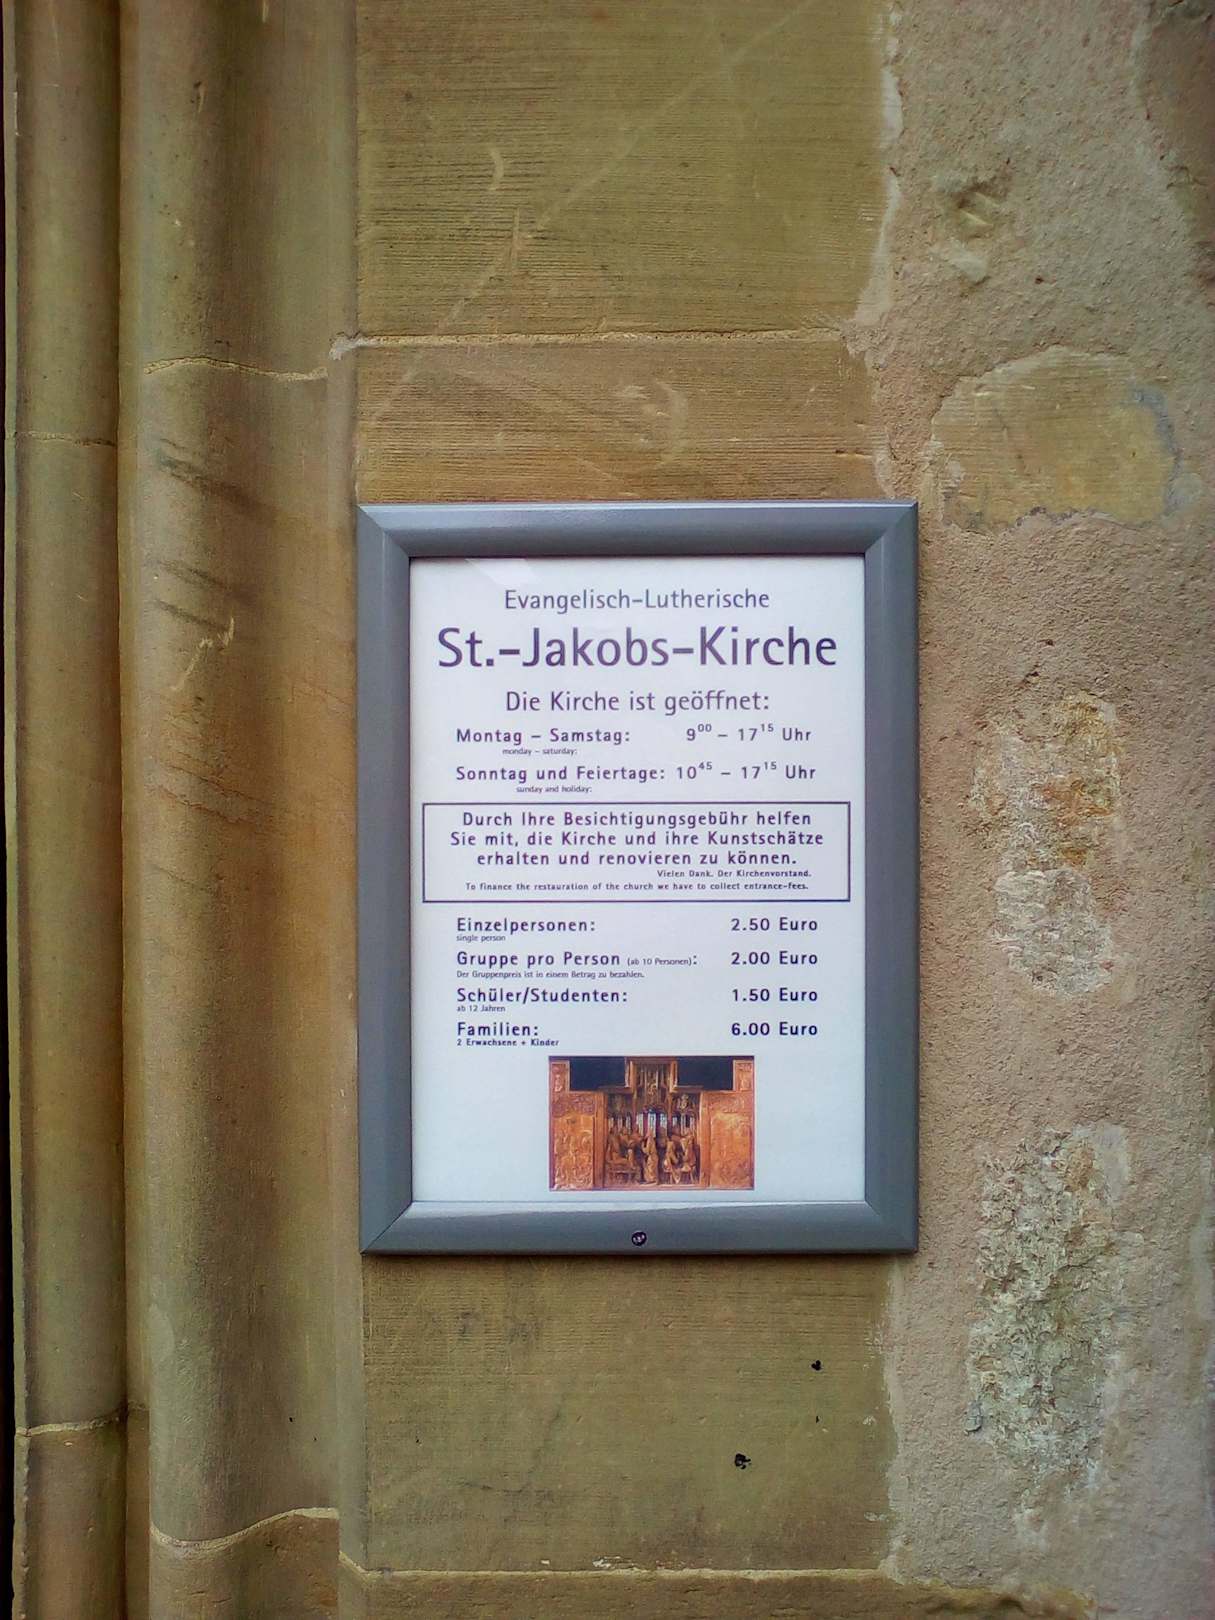 Evangelisch-Lutherische
St.-Jakobs-Kirche
Die Kirche ist geöffnet:
Montag – Samstag: 9⁰⁰ – 17¹⁵ Uhr
monday – saturday:
Sonntag und Feiertage: 10⁴⁵ – 17¹⁵ Uhr
sunday and holiday:
Durch Ihre Besichtigungsgebühr helfen
Sie mit, die Kirche und ihre Kunstschätze
erhalten und renovieren zu können.
Vielen Dank. Der Kirchenvorstand.
To finance the restauration of the church we have to collect entrance-fees.
Einzelpersonen: 2.50 Euro
single person
Gruppe pro Person (ab 10 Personen): 2.00 Euro
Der Gruppenpreis ist in einem Betrag zu bezahlen.
Schüler/Studenten: 1.50 Euro
ab 12 Jahren
Familien: 6.00 Euro
2 Erwachsene + Kinder